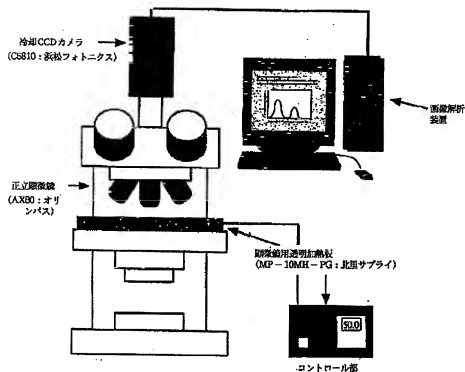 冷却CCDカメラ
(C5810:浜松フォトニクス)
画像解析
装置
正立顕微鏡
(AX80:オリ
ンパス)
顕微鏡用透明加熱板
(MP-10MH-PG:北里サプライ)
50.0
コントロール部